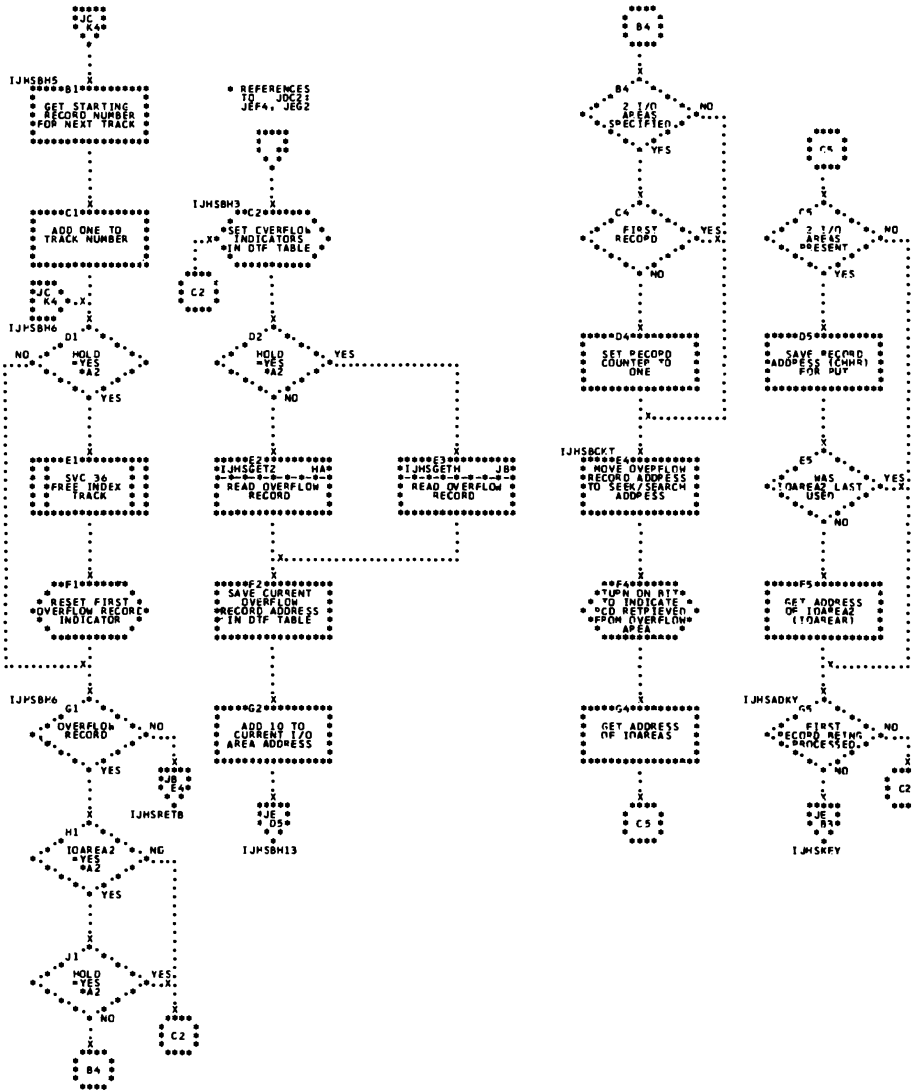 JC
K4
IJHSBH5
B1
GET STARTING
RECORD NUMBER
FOR NEXT TRACK
C1
ADD ONE TO
TRACK NUMBER
JC
K4
IJHSBH6
D1
HOLD
=YES
*A2
NO
YES
E1
SVC 36
FREE INDEX
TRACK
F1
RESET FIRST
OVERFLOW RECORD
INDICATOR
IJHSBH6
G1
OVERFLOW
RECORD
NO
YES
JB
E4
IJHSRETB
H1
IOAREA2
=YES
*A2
NO
YES
J1
HOLD
=YES
*A2
YES
NO
C2
B4
* REFERENCES
TO JDC2:
JEF4, JEG2
IJHSBH3
C2
SET OVERFLOW
INDICATORS
IN DTF TABLE
C2
D2
HOLD
=YES
*A2
YES
NO
E2
IJHSGETZ HA
READ OVERFLOW
RECORD
E3
IJHSGETH JB
READ OVERFLOW
RECORD
F2
SAVE CURRENT
OVERFLOW
RECORD ADDRESS
IN DTF TABLE
G2
ADD 10 TO
CURRENT I/O
AREA ADDRESS
JE
D5
IJHSBH13
B4
B4
2 I/O
AREAS
SPECIFIED
NO
YES
C4
FIRST
RECORD
YES
NO
D4
SET RECORD
COUNTER TO
ONE
IJHSBCKT
E4
MOVE OVERFLOW
RECORD ADDRESS
TO SEEK/SEARCH
ADDRESS
F4
TURN ON BIT
TO INDICATE
RCD RETRIEVED
FROM OVERFLOW
AREA
G4
GET ADDRESS
OF IOAREAS
C5
C5
C5
2 I/O
AREAS
PRESENT
NO
YES
D5
SAVE RECORD
ADDRESS (CHHR)
FOR PUT
E5
WAS
IOAREA2 LAST
USED
YES
NO
F5
GET ADDRESS
OF IOAREA2
(IOAREAR)
IJHSADKY
G5
FIRST
RECORD BEING
PROCESSED
NO
NO
C2
JE
B3
IJHSKEY